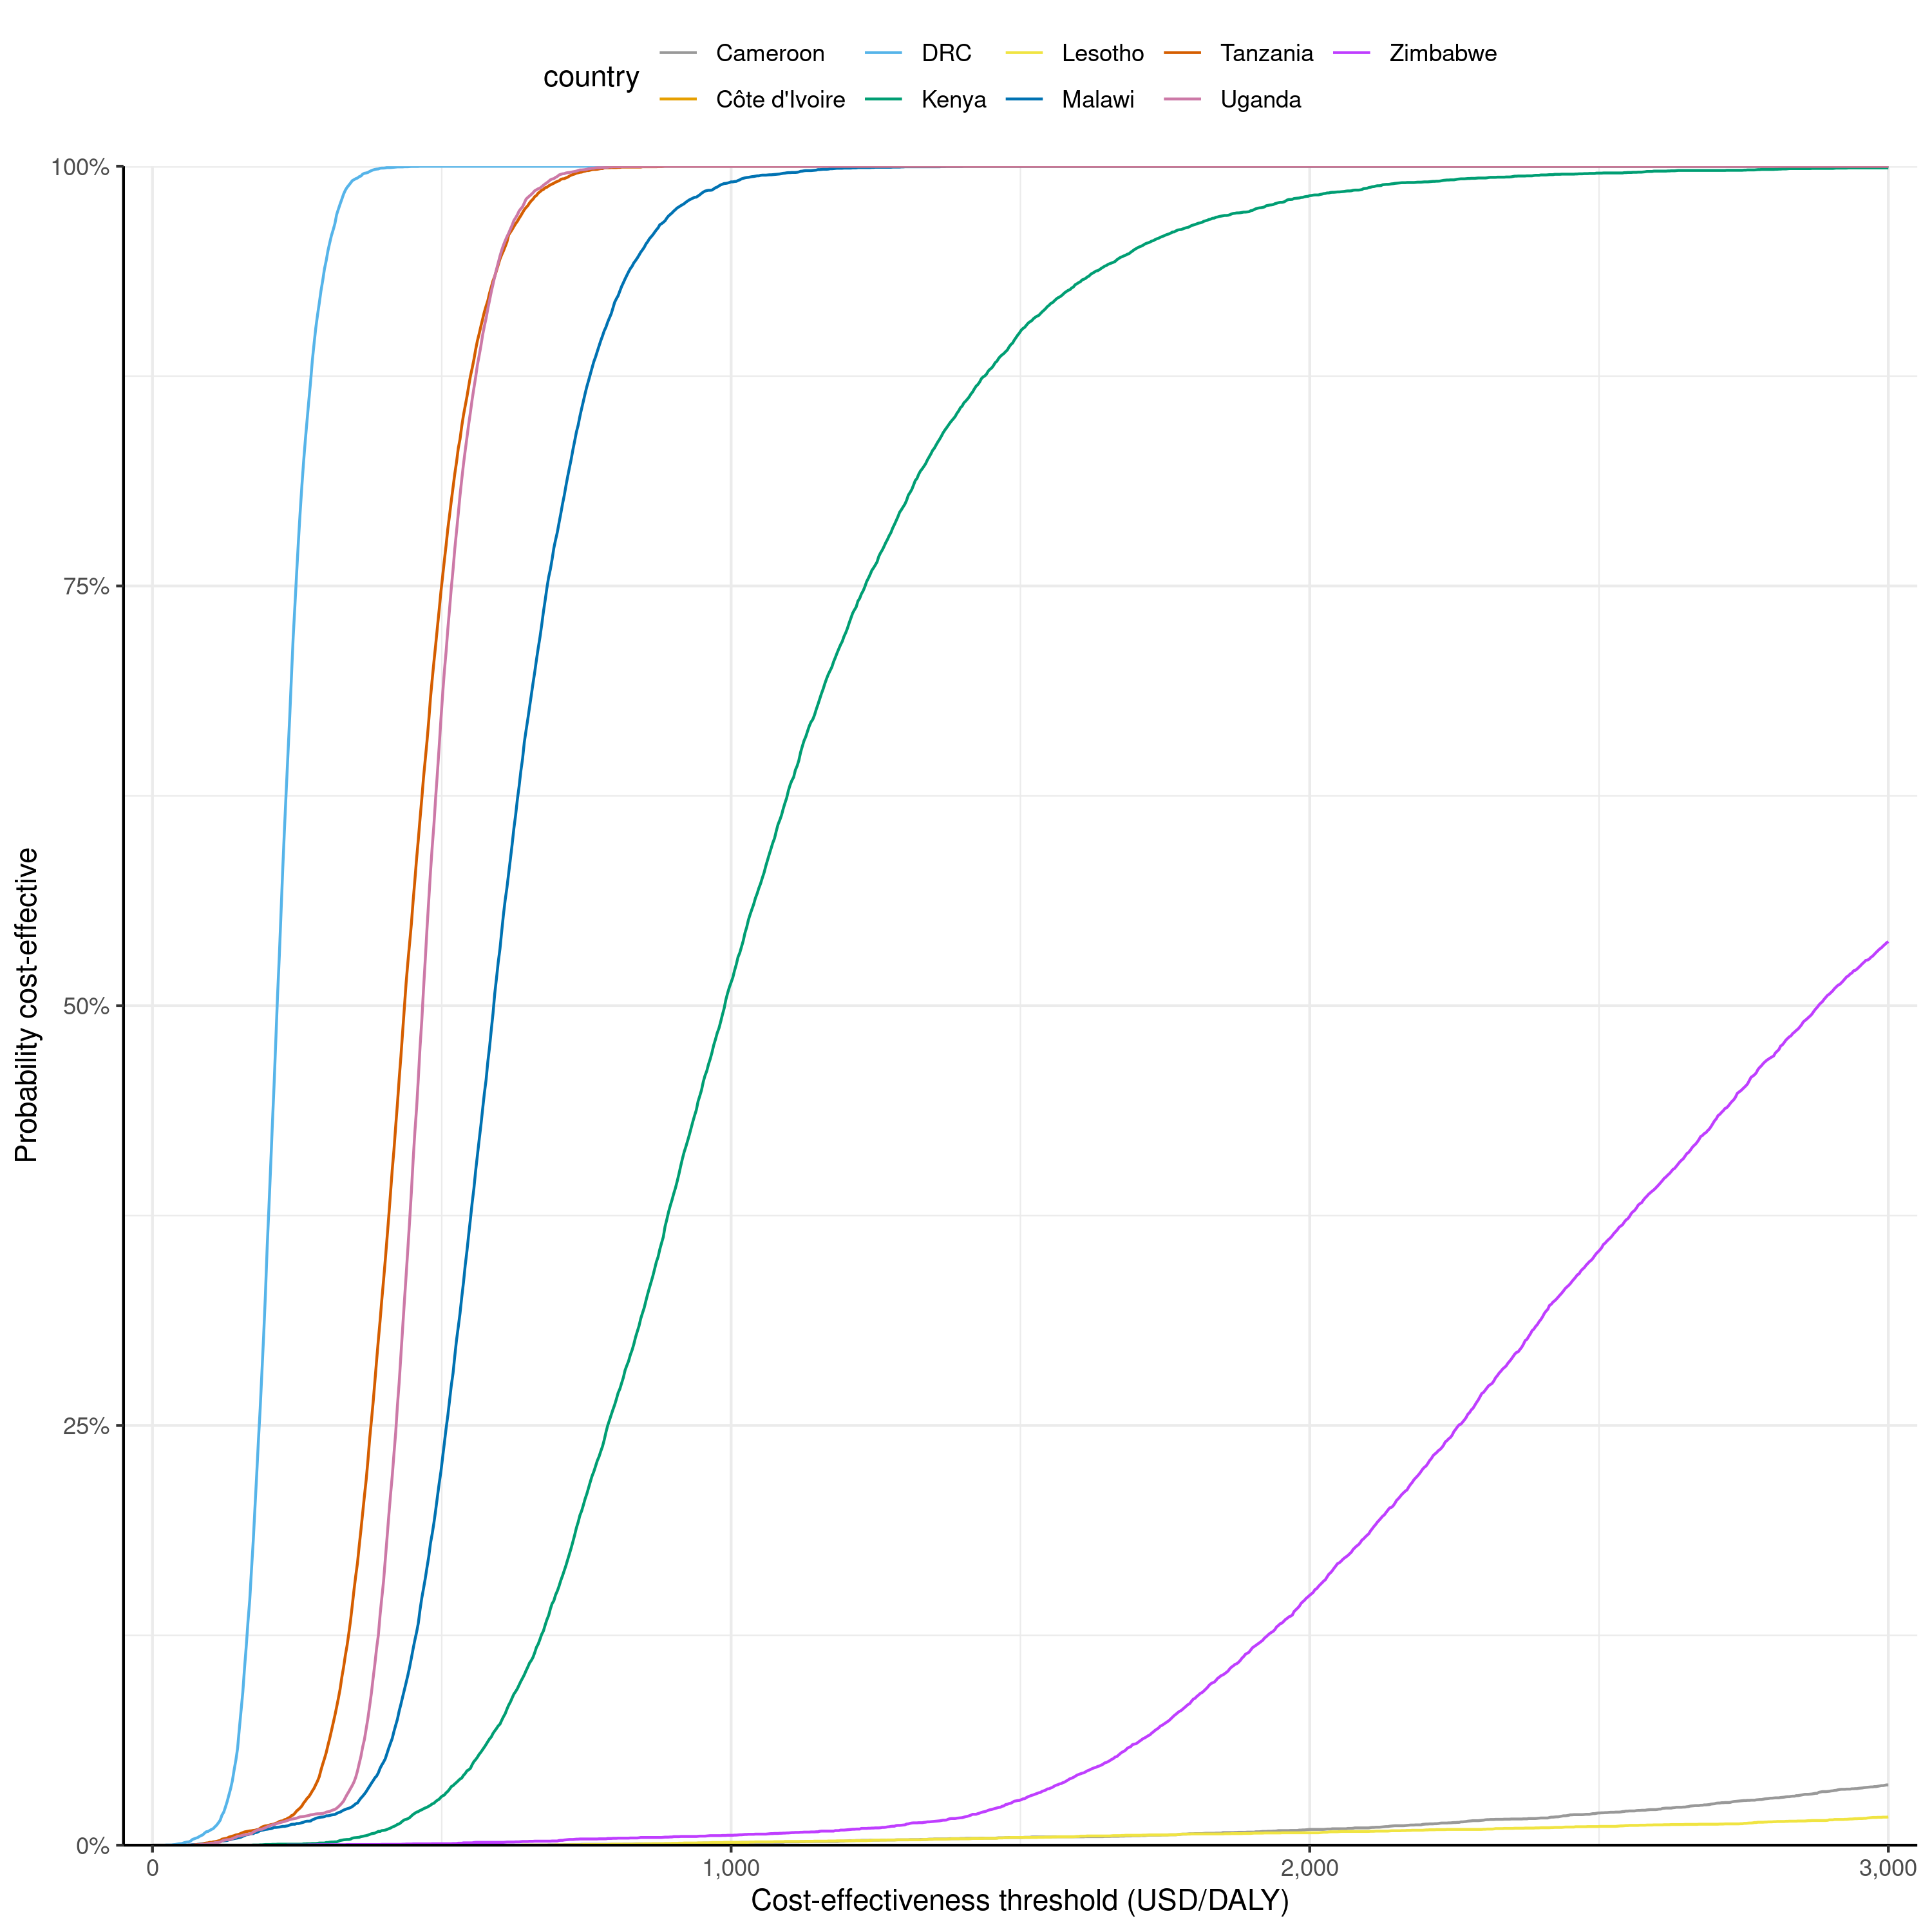 country
Cameroon
DRC
Lesotho
Tanzania
Zimbabwe
Côte d'Ivoire
Kenya
Malawi
Uganda
100%
75%
50%
25%
0%
Probability cost-effective
0
1,000
2,000
3,000
Cost-effectiveness threshold (USD/DALY)